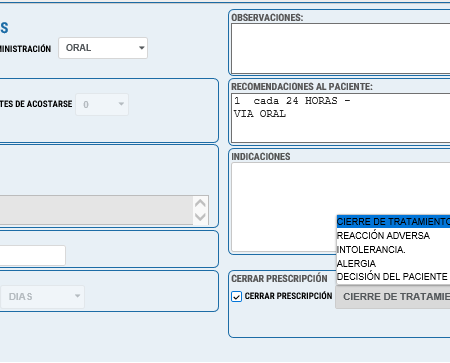 S
MINISTRACIÓN ORAL
TES DE ACOSTARSE 0
DIAS
OBSERVACIONES:
RECOMENDACIONES AL PACIENTE:
1 cada 24 HORAS -
VIA ORAL
INDICACIONES
CIERRE DE TRATAMIENTO
REACCIÓN ADVERSA
INTOLERANCIA.
ALERGIA
DECISIÓN DEL PACIENTE
CERRAR PRESCRIPCIÓN
CERRAR PRESCRIPCIÓN CIERRE DE TRATAMIE